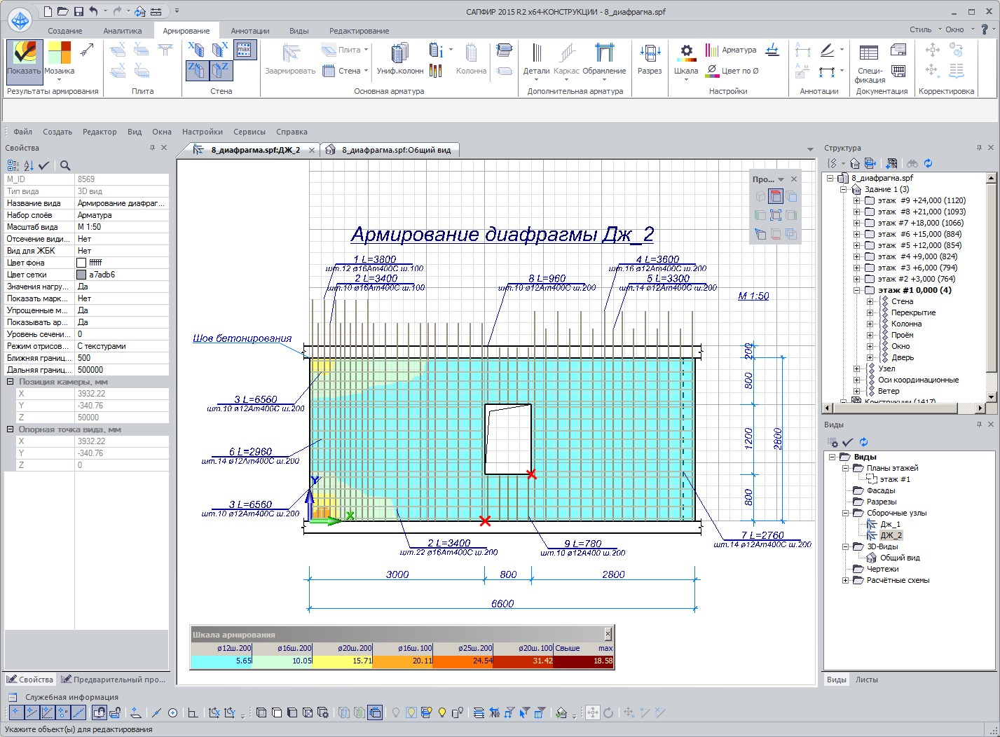 САПФИР 2015 R2 x64-КОНСТРУКЦИИ - 8_диафрагма.spf
Создание Аналитика Армирование Аннотации Виды Редактирование
Стиль Окно ?
Показать Мозаика
Результаты армирования
Плита
Стена
Заармировать Плита Стена Униф.колонн Колонна
Основная арматура
Детали Каркас Обрамление
Дополнительная арматура
Разрез
Шкала Арматура Цвет по Ø
Настройки
Аннотации
Специ-
фикация
Документация
Корректировка
Файл Создать Редактор Вид Окна Настройки Сервисы Справка
Свойства
M_ID 8569
Тип вида 3D вид
Название вида Армирование диафраг...
Набор слоёв Арматура
Масштаб вида М 1:50
Отсечение види... Нет
Вид для ЖБК Нет
Цвет фона ffffff
Цвет сетки a7adb6
Значения нагру... Да
Показать марк... Нет
Упрощенные м... Да
Показывать ар... Да
Уровень сечени... 0
Режим отрисов... С текстурами
Ближняя границ... 500
Дальняя границ... 500000
Позиция камеры, мм
X 3932.22
Y -340.76
Z 50000
Опорная точка вида, мм
X 3932.22
Y -340.76
Z 0
Свойства Предварительный про...
8_диафрагма.spf:ДЖ_2 8_диафрагма.spf:Общий вид
Про...
Армирование диафрагмы Дж_2
1 L=3800
шт.12 ø16Ат400С ш.100
2 L=3400
шт.10 ø16Ат400С ш.100
8 L=960
шт.10 ø12Ат400С ш.200
4 L=3600
шт.16 ø12Ат400С ш.200
5 L=3300
шт.14 ø12Ат400С ш.200
М 1:50
Шов бетонирования
3 L=6560
шт.10 ø12Ат400С ш.200
6 L=2960
шт.14 ø12Ат400С ш.200
3 L=6560
шт.10 ø12Ат400С ш.200
Y
X
2 L=3400
шт.22 ø16Ат400С ш.200
9 L=780
шт.10 ø12А400 ш.200
7 L=2760
шт.14 ø12Ат400С ш.200
200
800
1200
800
2800
3000 800 2800
6600
Шкала армирования
ø12ш.200 ø16ш.200 ø20ш.200 ø16ш.100 ø25ш.200 ø20ш.100 Свыше max
5.65 10.05 15.71 20.11 24.54 31.42 18.58
Структура
8_диафрагма.spf
Здание 1 (3)
этаж #9 +24,000 (1120)
этаж #8 +21,000 (1093)
этаж #7 +18,000 (1066)
этаж #6 +15,000 (884)
этаж #5 +12,000 (854)
этаж #4 +9,000 (824)
этаж #3 +6,000 (794)
этаж #2 +3,000 (764)
этаж #1 0,000 (4)
Стена
Перекрытие
Колонна
Проём
Окно
Дверь
Узел
Оси координационные
Ветер
Конструкции (1417)
Виды
Виды
Планы этажей
этаж #1
Фасады
Разрезы
Сборочные узлы
Дж_1
ДЖ_2
3D-Виды
Общий вид
Чертежи
Расчётные схемы
Виды Листы
Служебная информация
Укажите объект(ы) для редактирования